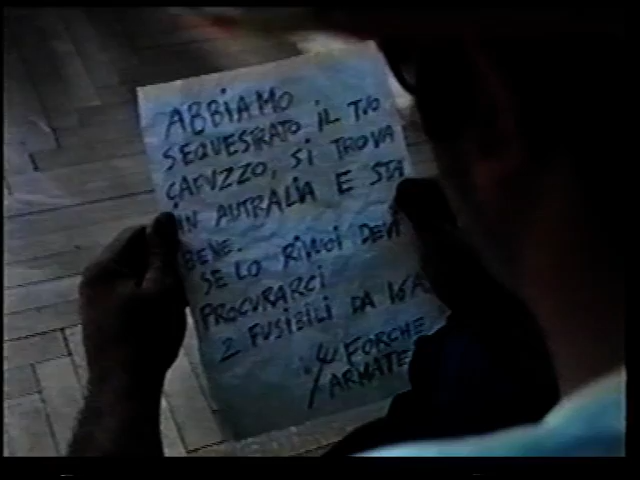 ABBiAMO
SEQUESTRATO iL TUO
CAPUZZO, Si TROVA
iN AUTRALiA E STA
BENE.
SE LO RiVUOi DEVi
PROCURARCi
2 FUSiBiLi DA 16A
FORCHE
ARMATE